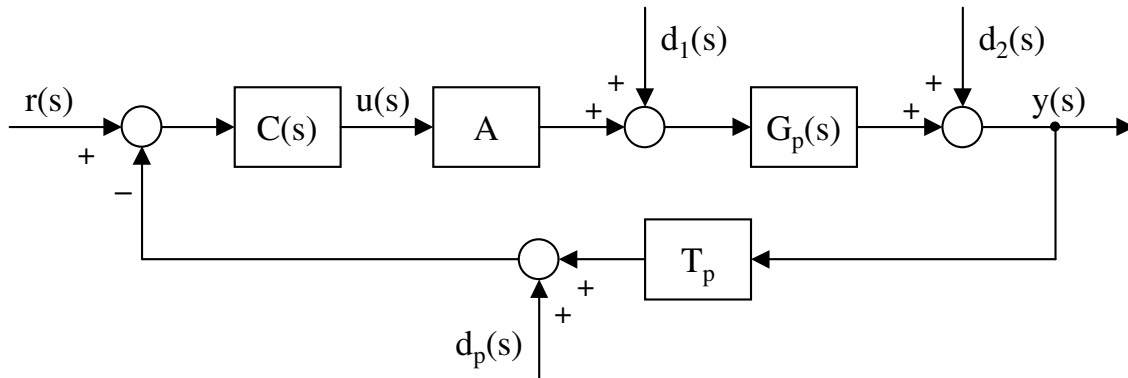 d₁(s)
d₂(s)
r(s)
u(s)
y(s)
+
+
+
+
+
C(s)
A
Gₚ(s)
−
Tₚ
+
+
dₚ(s)